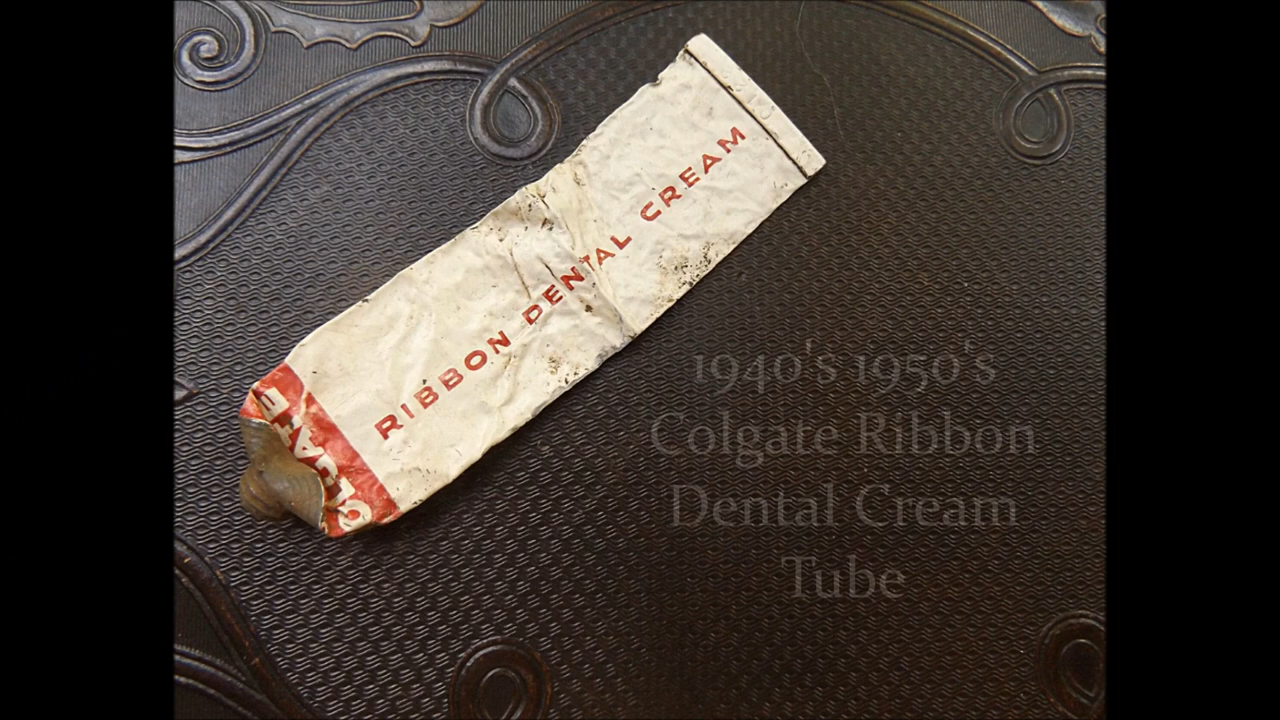 RIBBON DENTAL CREAM
COLGATE
1940's 1950's
Colgate Ribbon
Dental Cream
Tube